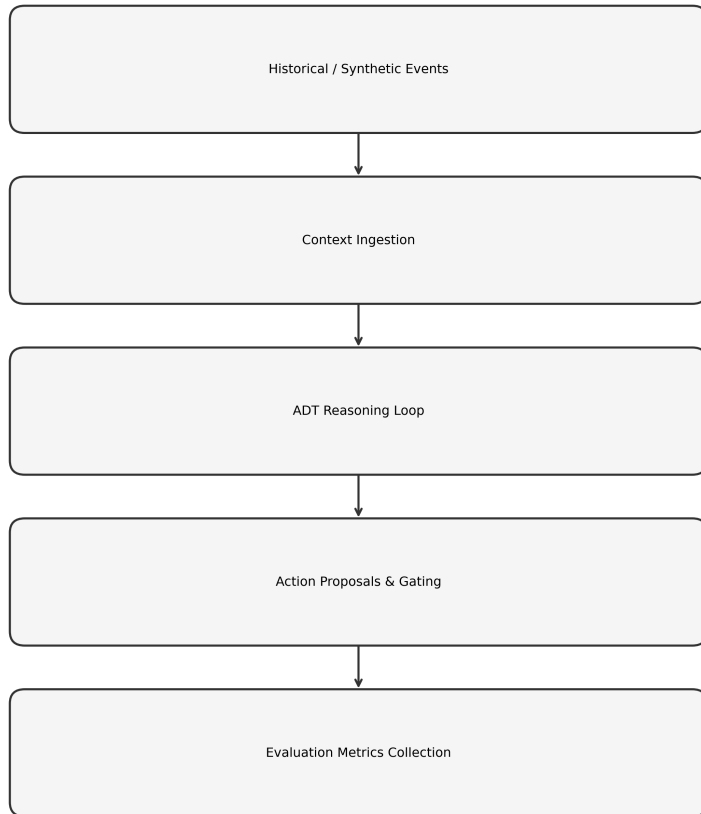 Historical / Synthetic Events
Context Ingestion
ADT Reasoning Loop
Action Proposals & Gating
Evaluation Metrics Collection